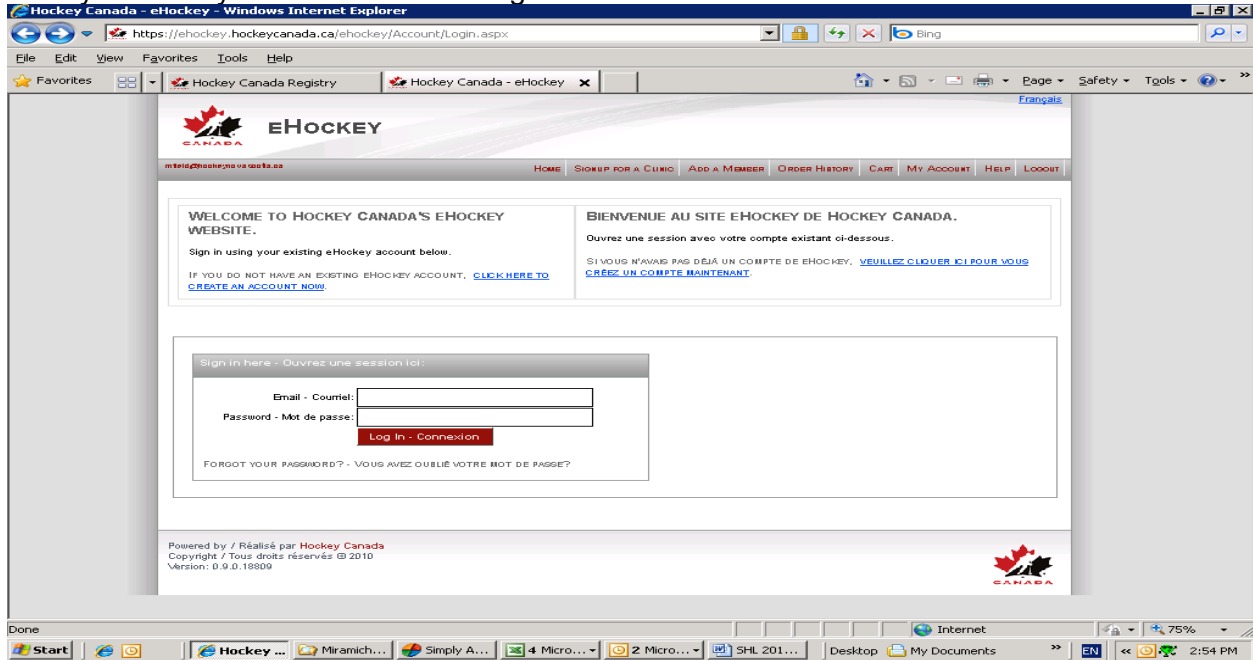 Hockey Canada - eHockey - Windows Internet Explorer
https://ehockey.hockeycanada.ca/ehockey/Account/Login.aspx
Bing
File Edit View Favorites Tools Help
Favorites
Hockey Canada Registry
Hockey Canada - eHockey
Page
Safety
Tools
Français
CANADA
EHOCKEY
HOME SIGNUP FOR A CLINIC ADD A MEMBER ORDER HISTORY CART MY ACCOUNT HELP LOGOUT
WELCOME TO HOCKEY CANADA'S EHOCKEY
WEBSITE.
Sign in using your existing eHockey account below.
IF YOU DO NOT HAVE AN EXISTING EHOCKEY ACCOUNT, CLICK HERE TO
CREATE AN ACCOUNT NOW.
BIENVENUE AU SITE EHOCKEY DE HOCKEY CANADA.
Ouvrez une session avec votre compte existant ci-dessous.
SI VOUS N'AVAIS PAS DÉJÀ UN COMPTE DE EHOCKEY, VEUILLEZ CLIQUER ICI POUR VOUS
CRÉEZ UN COMPTE MAINTENANT.
Sign in here - Ouvrez une session ici:
Email - Courriel:
Password - Mot de passe:
Log In - Connexion
FORGOT YOUR PASSWORD? - VOUS AVEZ OUBLIÉ VOTRE MOT DE PASSE?
Powered by / Réalisé par Hockey Canada
Copyright / Tous droits réservés © 2010
Version: 0.9.0.18809
CANADA
Done
Internet
75%
Start
Hockey ...
Miramich...
Simply A...
4 Micro...
2 Micro...
SHL 201...
Desktop
My Documents
EN
2:54 PM